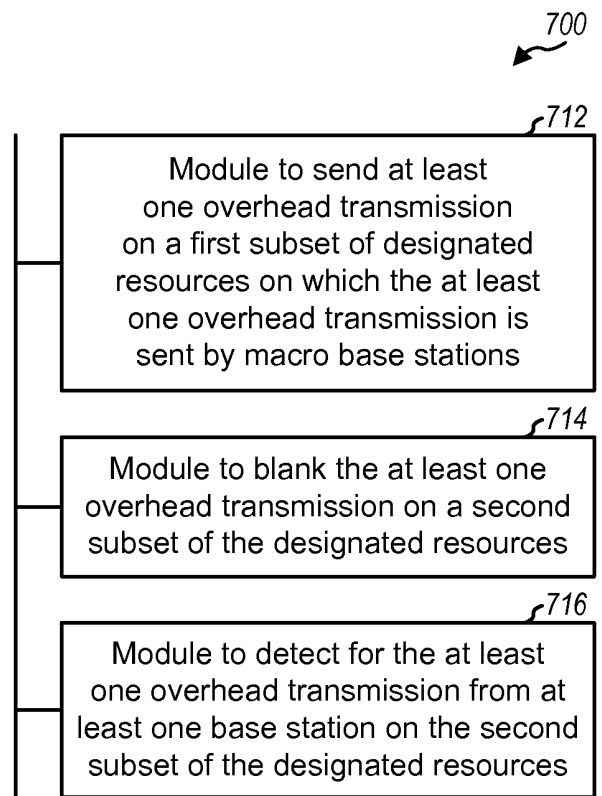 700
712
Module to send at least
one overhead transmission
on a first subset of designated
resources on which the at least
one overhead transmission is
sent by macro base stations
714
Module to blank the at least one
overhead transmission on a second
subset of the designated resources
716
Module to detect for the at least
one overhead transmission from at
least one base station on the second
subset of the designated resources